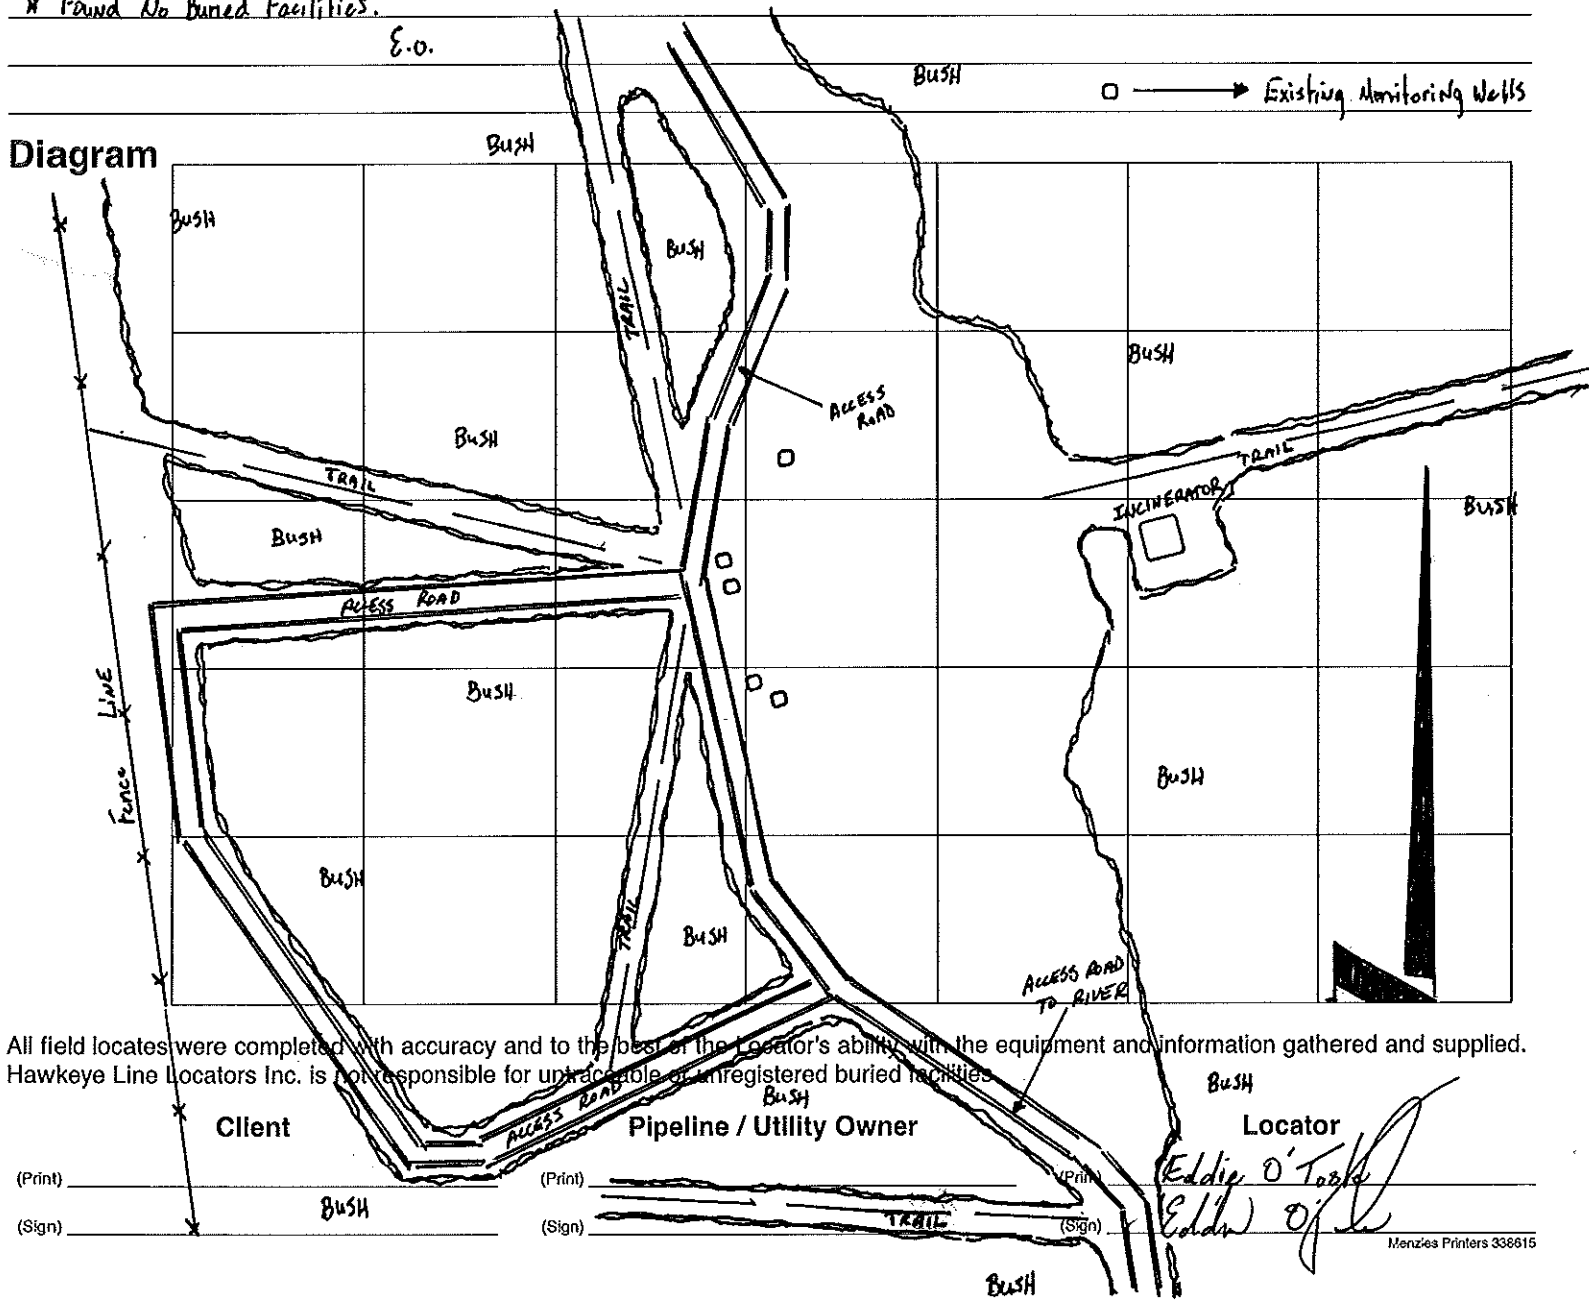 * Found No Buried Facilities.
E.O.
BUSH
Existing Monitoring Wells
Diagram
BUSH
BUSH
BUSH
TRAIL
BUSH
ACCESS
ROAD
BUSH
TRAIL
TRAIL
INCINERATOR
BUSH
BUSH
ACCESS ROAD
BUSH
Fence Line
BUSH
BUSH
TRAIL
BUSH
ACCESS ROAD
TO RIVER
All field locates were completed with accuracy and to the best of the Locator's ability with the equipment and information gathered and supplied.
Hawkeye Line Locators Inc. is not responsible for untraceable or unregistered buried facilities
BUSH
BUSH
ACCESS ROAD
Client
Pipeline / Utility Owner
Locator
(Print)
(Print)
(Print)
Eddie O'Toole
BUSH
(Sign)
(Sign)
TRAIL
(Sign)
Menzies Printers 338615
BUSH